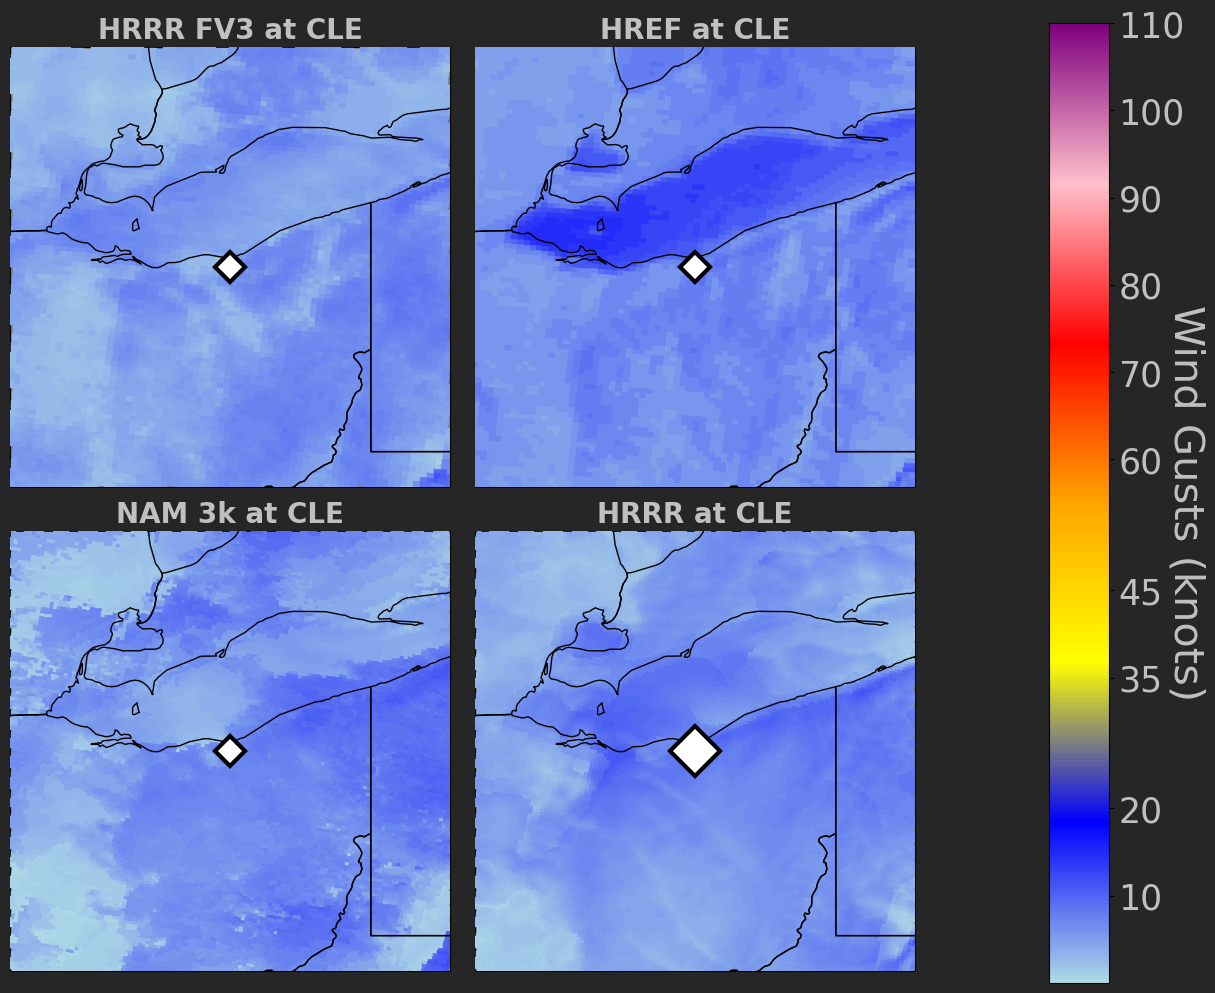 HRRR FV3 at CLE
HREF at CLE
NAM 3k at CLE
HRRR at CLE
110
100
90
80
70
60
45
35
20
10
Wind Gusts (knots)